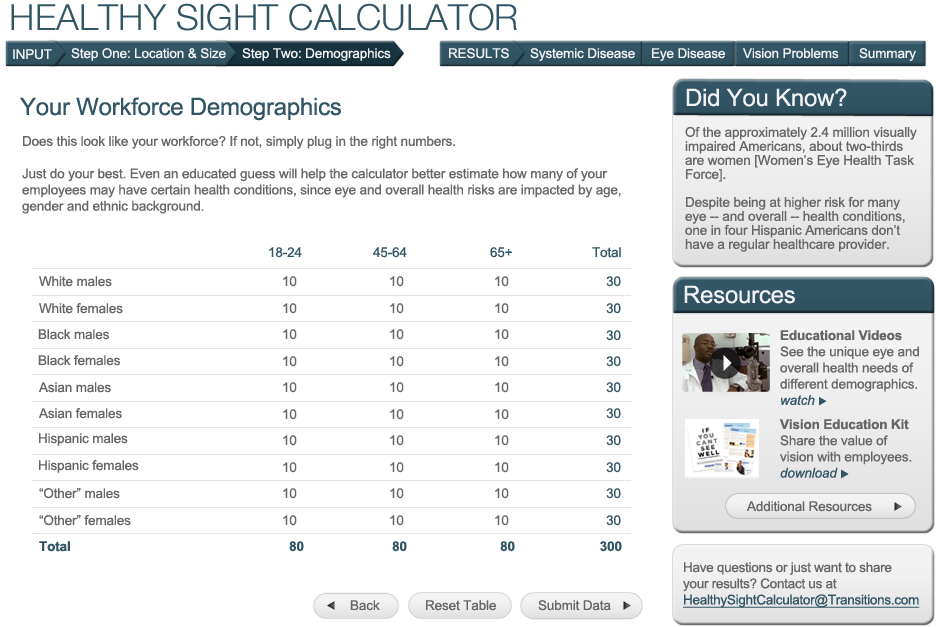 HEALTHY SIGHT CALCULATOR
INPUT Step One: Location & Size Step Two: Demographics RESULTS Systemic Disease Eye Disease Vision Problems Summary
Your Workforce Demographics
Does this look like your workforce? If not, simply plug in the right numbers.
Just do your best. Even an educated guess will help the calculator better estimate how many of your
employees may have certain health conditions, since eye and overall health risks are impacted by age,
gender and ethnic background.
18-24 45-64 65+ Total
White males 10 10 10 30
White females 10 10 10 30
Black males 10 10 10 30
Black females 10 10 10 30
Asian males 10 10 10 30
Asian females 10 10 10 30
Hispanic males 10 10 10 30
Hispanic females 10 10 10 30
“Other” males 10 10 10 30
“Other” females 10 10 10 30
Total 80 80 80 300
Back Reset Table Submit Data
Did You Know?
Of the approximately 2.4 million visually
impaired Americans, about two-thirds
are women [Women’s Eye Health Task
Force].
Despite being at higher risk for many
eye -- and overall -- health conditions,
one in four Hispanic Americans don’t
have a regular healthcare provider.
Resources
Educational Videos
See the unique eye and
overall health needs of
different demographics.
watch
IF
YOU
CAN'T
SEE
WELL
Vision Education Kit
Share the value of
vision with employees.
download
Additional Resources
Have questions or just want to share
your results? Contact us at
HealthySightCalculator@Transitions.com